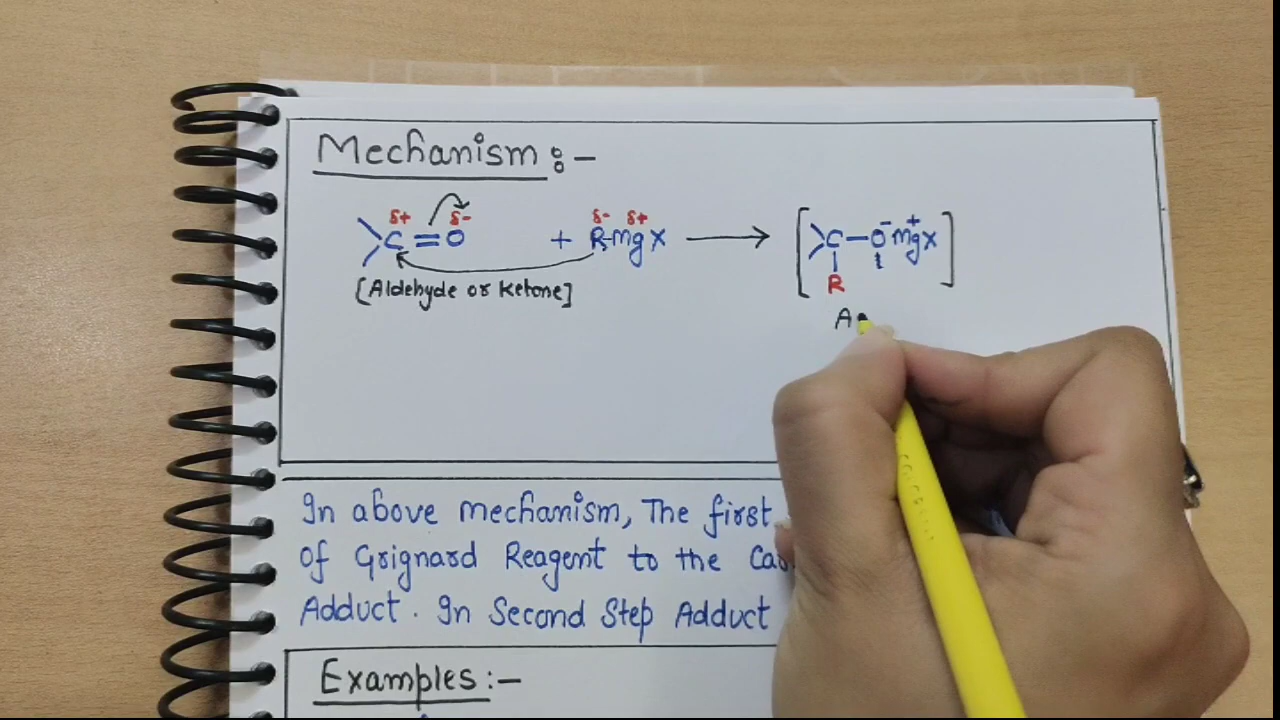 Mechanism :-
δ+ δ- δ- δ+
C=O + R-MgX ⟶ [C-O⁻ Mg⁺X]
R
[Aldehyde or Ketone]
A
In above mechanism, The first
of Grignard Reagent to the
Adduct. In Second Step Adduct
Examples :-